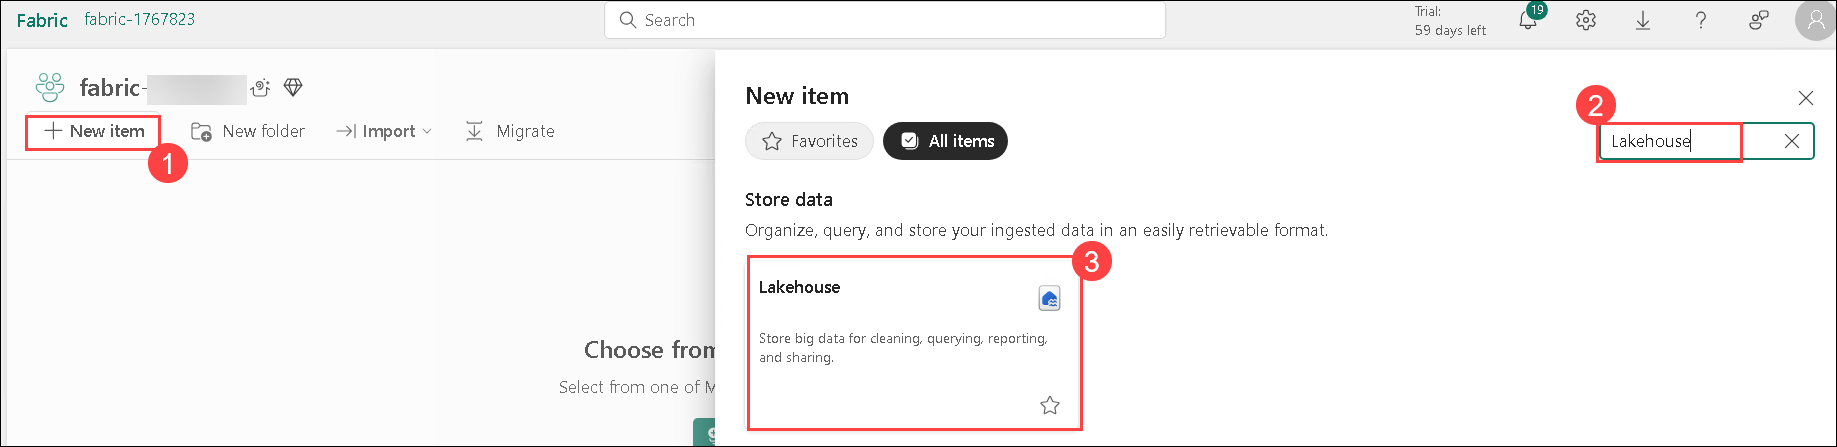 Fabric fabric-1767823
Search
Trial:
59 days left
19
fabric-
+ New item
New folder
Import
Migrate
1
Choose from
Select from one of M
New item
Favorites
All items
2
Lakehouse
Store data
Organize, query, and store your ingested data in an easily retrievable format.
3
Lakehouse
Store big data for cleaning, querying, reporting,
and sharing.